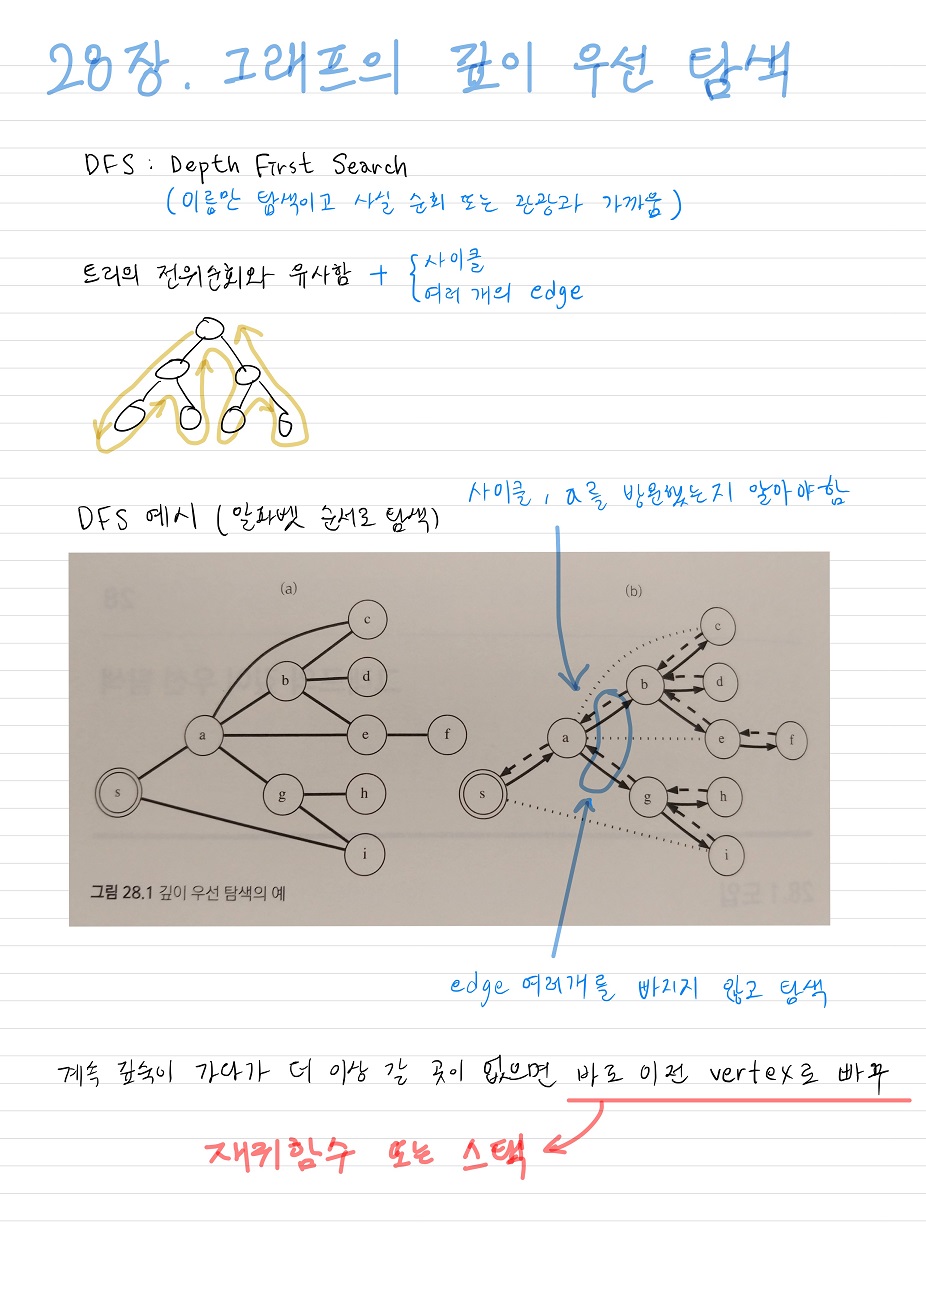 28장. 그래프의 깊이 우선 탐색
DFS : Depth First Search
(이름만 탐색이고 사실 순회 또는 관광과 가까움)
트리의 전위순회와 유사함 + { 사이클
여러 개의 edge
사이클, a를 방문했는지 알아야함
DFS 예시 (알파벳 순서로 탐색)
(a)
(b)
c
b
d
a
e
f
s
g
h
i
c
b
d
a
e
f
s
g
h
i
그림 28.1 깊이 우선 탐색의 예
edge 여러개를 빠지지 않고 탐색
계속 깊숙이 가다가 더 이상 갈 곳이 없으면 바로 이전 vertex로 빠꾸
재귀함수 또는 스택